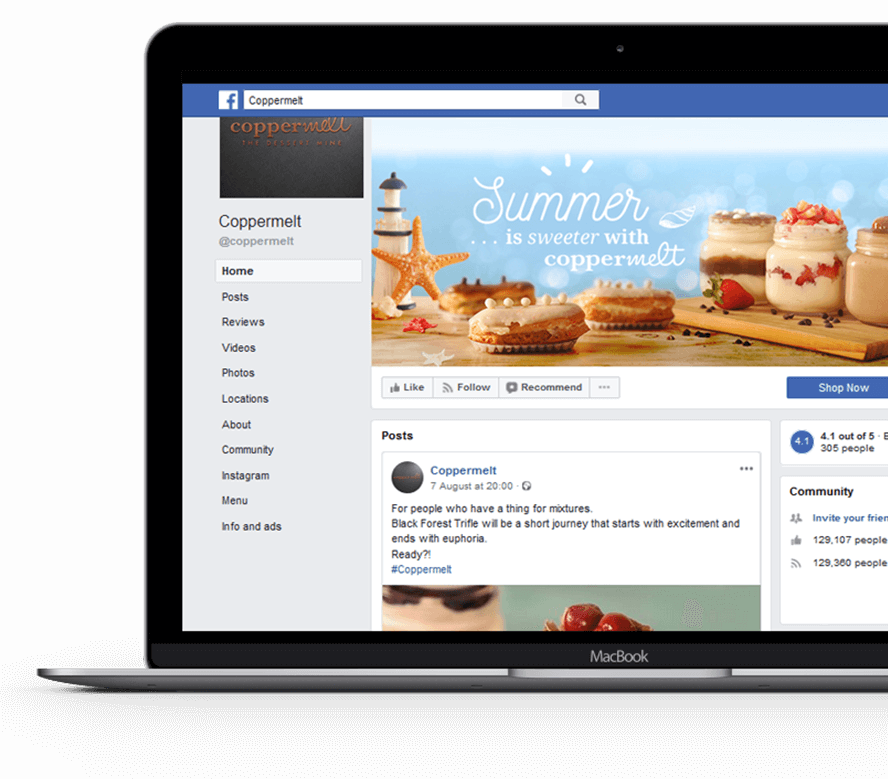 Coppermelt
coppermelt
THE DESSERT MINE
Coppermelt
@coppermelt
Home
Posts
Reviews
Videos
Photos
Locations
About
Community
Instagram
Menu
Info and ads
Summer
... is sweeter with
coppermelt
Like
Follow
Recommend
Shop Now
Posts
Coppermelt
7 August at 20:00 ·
For people who have a thing for mixtures.
Black Forest Trifle will be a short journey that starts with excitement and
ends with euphoria.
Ready?!
#Coppermelt
4.1
4.1 out of 5 ·
305 people
Community
Invite your frien
129,107 people
129,360 people
MacBook